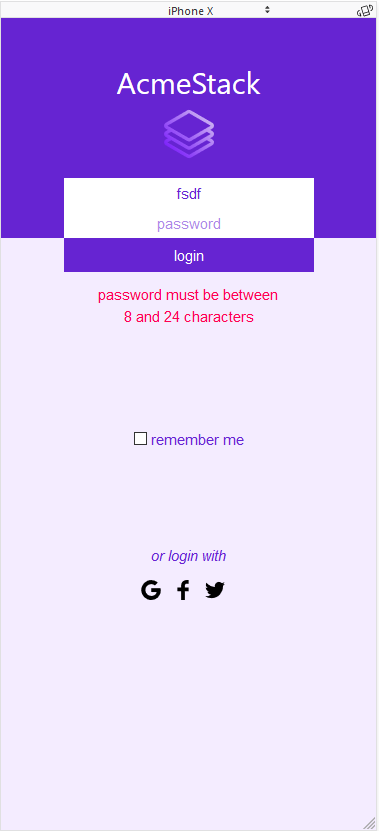 iPhone X
AcmeStack
fsdf
password
login
password must be between
8 and 24 characters
remember me
or login with